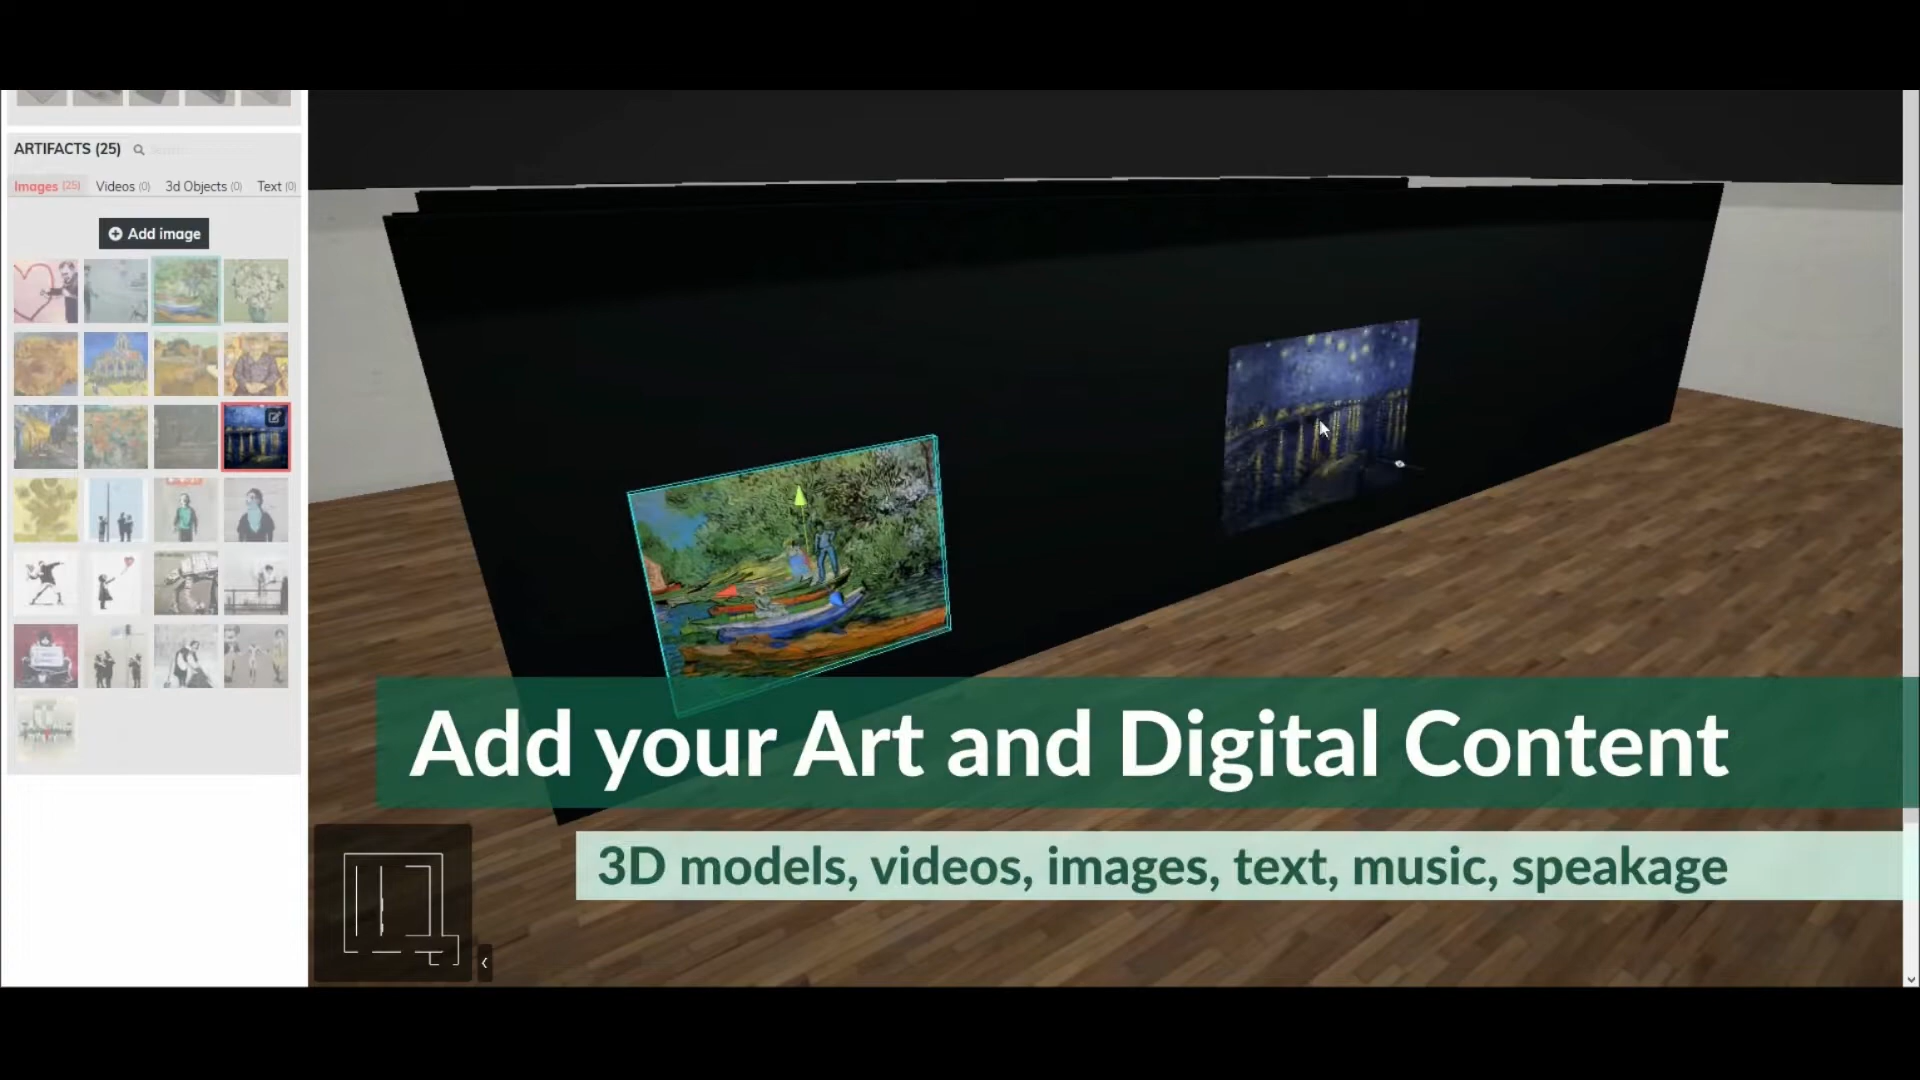 ARTIFACTS (25)
Images (25) Videos (0) 3d Objects (0) Text (0)
Add image
Add your Art and Digital Content
3D models, videos, images, text, music, speakage